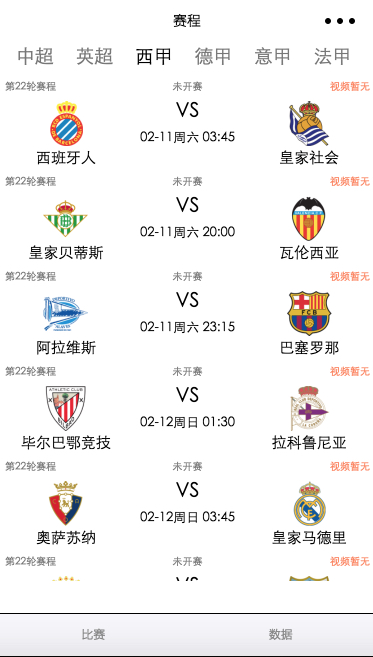 赛程
中超 英超 西甲 德甲 意甲 法甲
第22轮赛程 未开赛 视频暂无
VS
02-11周六 03:45
西班牙人 皇家社会
第22轮赛程 未开赛 视频暂无
VS
02-11周六 20:00
皇家贝蒂斯 瓦伦西亚
第22轮赛程 未开赛 视频暂无
VS
02-11周六 23:15
阿拉维斯 巴塞罗那
第22轮赛程 未开赛 视频暂无
VS
02-12周日 01:30
毕尔巴鄂竞技 拉科鲁尼亚
第22轮赛程 未开赛 视频暂无
VS
02-12周日 03:45
奥萨苏纳 皇家马德里
第22轮赛程 未开赛 视频暂无
VS
比赛 数据